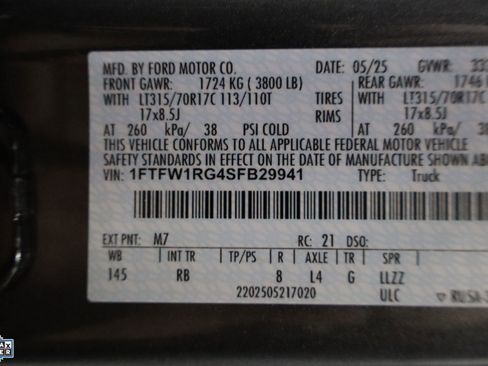 MFD. BY FORD MOTOR CO. DATE: 05/25 GVWR:
FRONT GAWR: 1724 KG ( 3800 LB) REAR GAWR: 1746
WITH LT315/70R17C 113/110T TIRES WITH LT315/70R17C
17x8.5J RIMS 17x8.5J
AT 260 kPa/ 38 PSI COLD AT 260 kPa/ 38
THIS VEHICLE CONFORMS TO ALL APPLICABLE FEDERAL
SAFETY STANDARDS IN EFFECT ON THE DATE OF MANUFACTURE SHOWN
VIN: 1FTFW1RG4SFB29941 TYPE: Truck
EXT PNT: M7 RC: 21 DSO:
WB INT TR TP/PS R AXLE TR SPR
145 RB 8 L4 G LLZZ
2202505217020 ULC